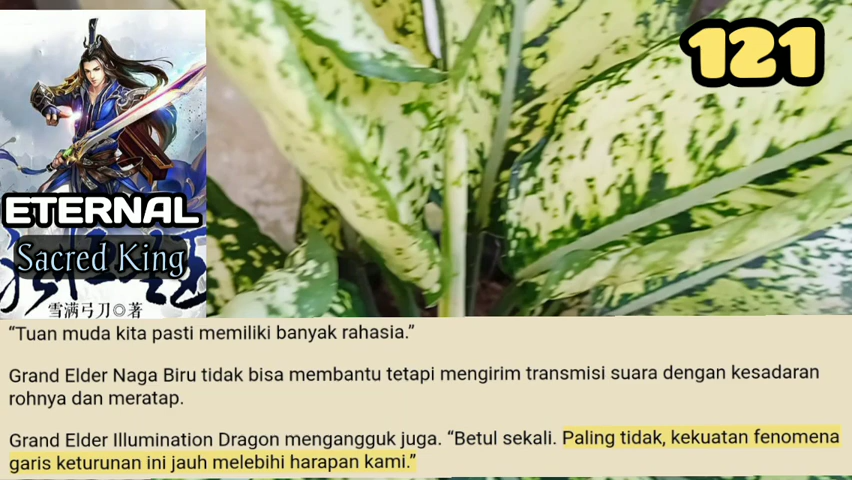 121
ETERNAL
Sacred King
雪满弓刀◎著
“Tuan muda kita pasti memiliki banyak rahasia.”
Grand Elder Naga Biru tidak bisa membantu tetapi mengirim transmisi suara dengan kesadaran
rohnya dan meratap.
Grand Elder Illumination Dragon mengangguk juga. “Betul sekali. Paling tidak, kekuatan fenomena
garis keturunan ini jauh melebihi harapan kami.”